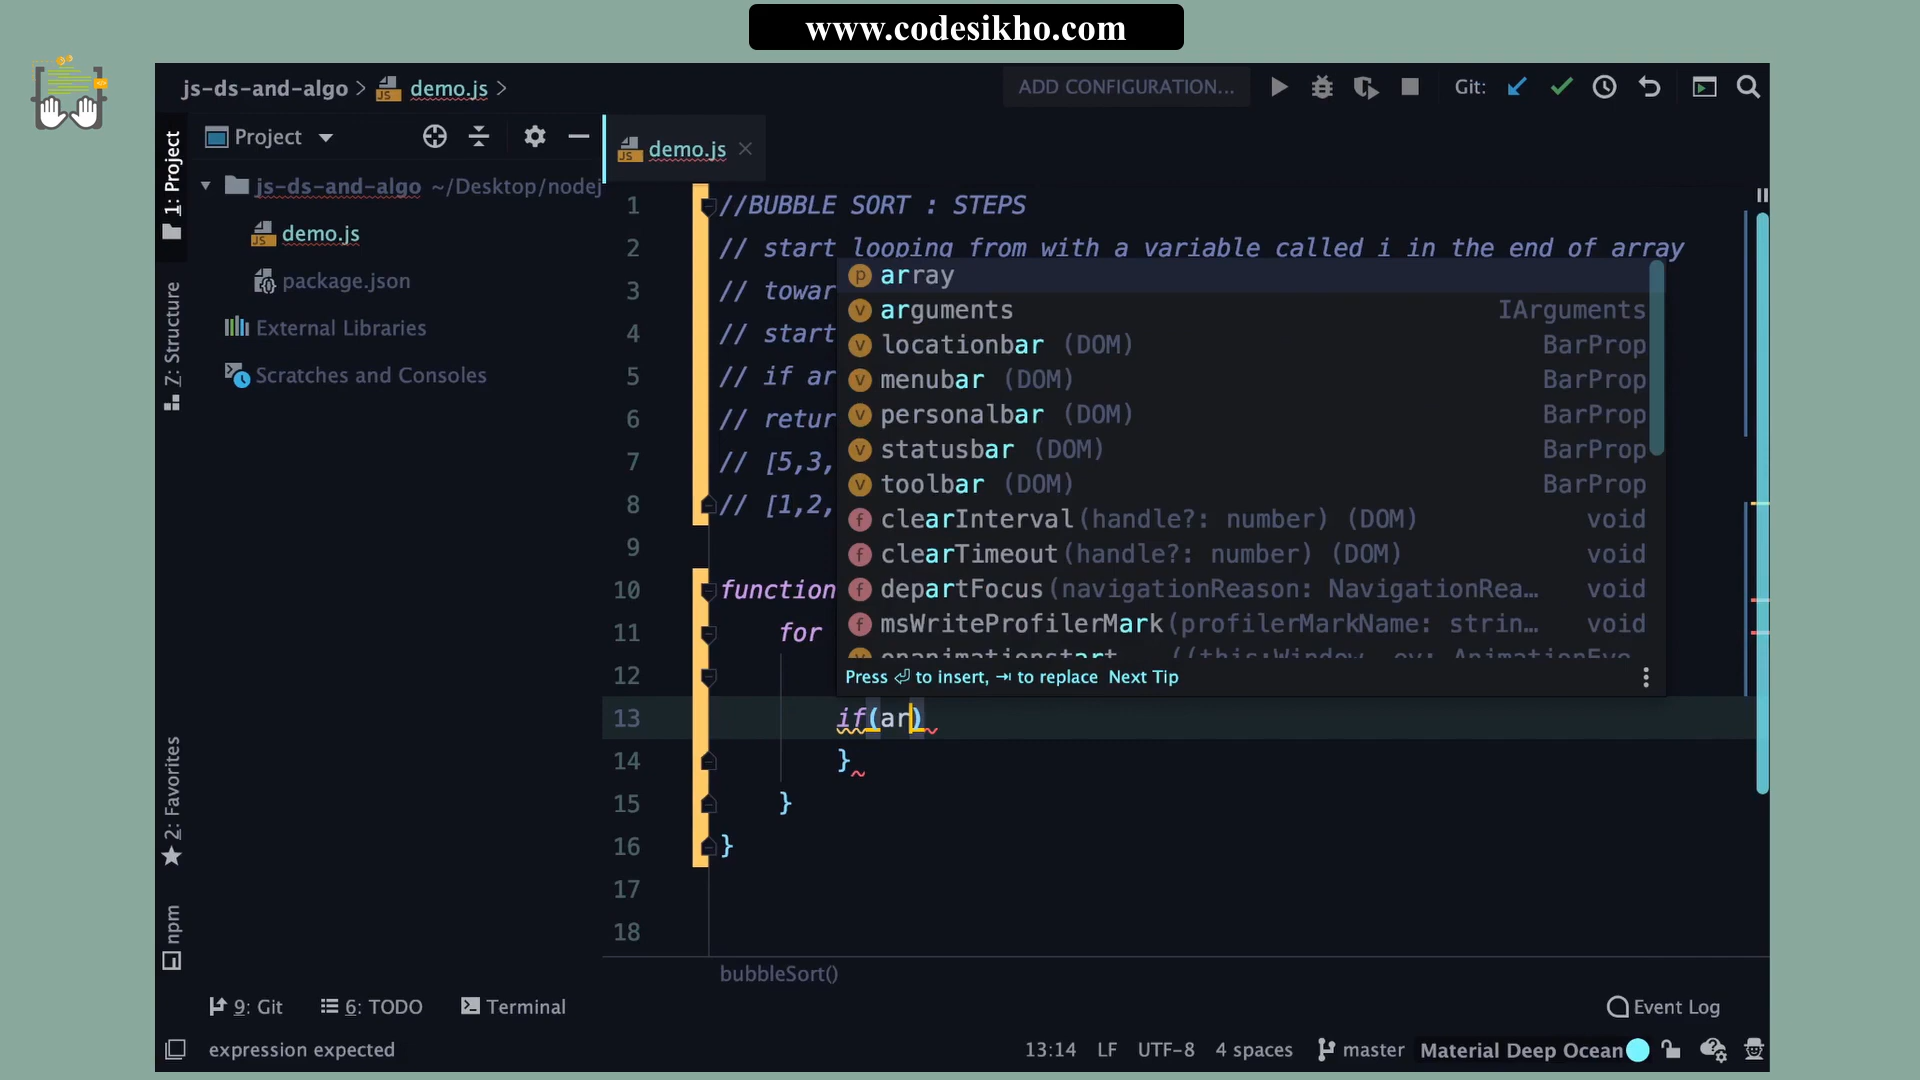 www.codesikho.com
js-ds-and-algo > demo.js >
ADD CONFIGURATION...
Git:
1: Project
Project
js-ds-and-algo ~/Desktop/nodej
demo.js
package.json
External Libraries
Scratches and Consoles
Z: Structure
2: Favorites
npm
demo.js
1 //BUBBLE SORT : STEPS
2 // start looping from with a variable called i in the end of array
3 // towar
4 // start
5 // if ar
6 // retur
7 // [5,3,
8 // [1,2,
9
10 function
11 for
12
13 if(ar)
14 }
15 }
16 }
17
18
array
arguments IArguments
locationbar (DOM) BarProp
menubar (DOM) BarProp
personalbar (DOM) BarProp
statusbar (DOM) BarProp
toolbar (DOM) BarProp
clearInterval(handle?: number) (DOM) void
clearTimeout(handle?: number) (DOM) void
departFocus(navigationReason: NavigationRea… void
msWriteProfilerMark(profilerMarkName: strin… void
Press ⏎ to insert, ⇥ to replace Next Tip
bubbleSort()
9: Git 6: TODO Terminal
Event Log
expression expected
13:14 LF UTF-8 4 spaces master Material Deep Ocean